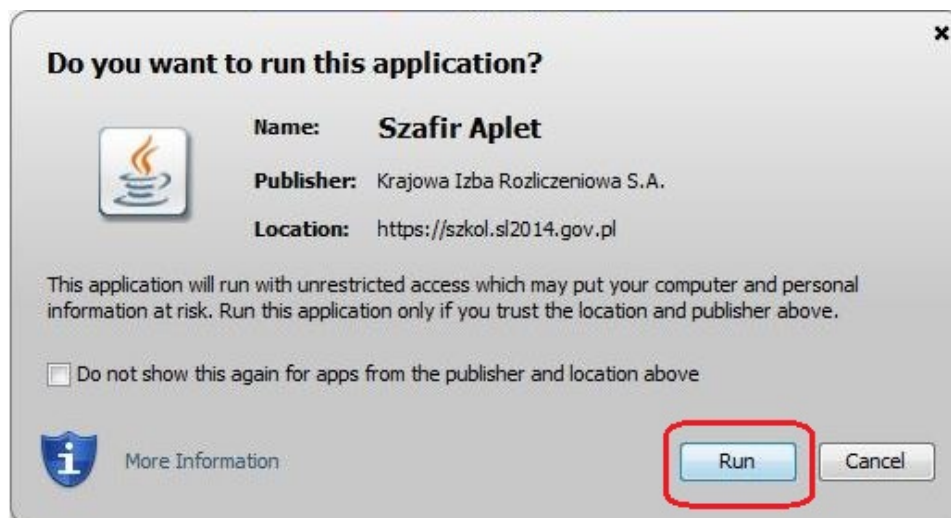 Do you want to run this application?
Name: Szafir Aplet
Publisher: Krajowa Izba Rozliczeniowa S.A.
Location: https://szkol.sl2014.gov.pl
This application will run with unrestricted access which may put your computer and personal
information at risk. Run this application only if you trust the location and publisher above.
Do not show this again for apps from the publisher and location above
More Information
Run
Cancel